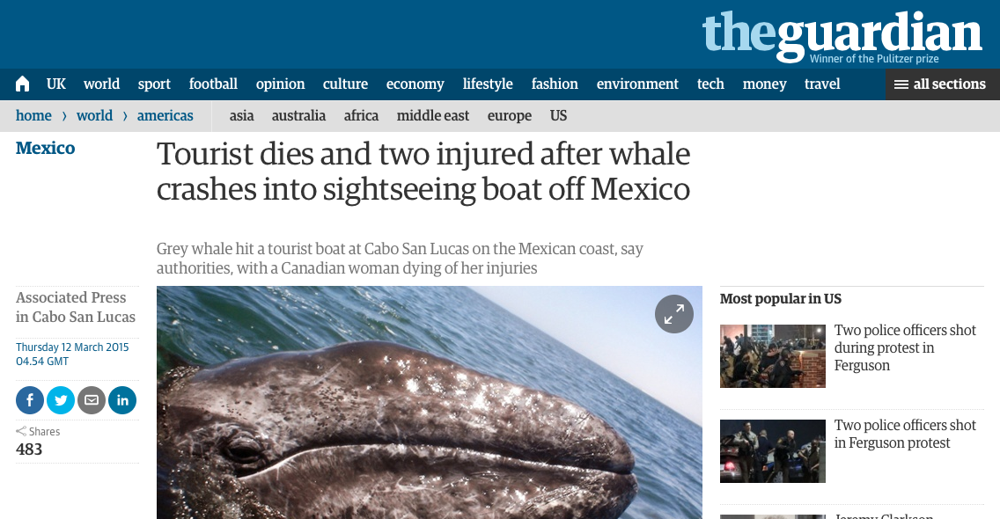 theguardian
Winner of the Pulitzer prize
UK world sport football opinion culture economy lifestyle fashion environment tech money travel all sections
home › world › americas asia australia africa middle east europe US
Mexico
Tourist dies and two injured after whale
crashes into sightseeing boat off Mexico
Grey whale hit a tourist boat at Cabo San Lucas on the Mexican coast, say
authorities, with a Canadian woman dying of her injuries
Associated Press
in Cabo San Lucas
Thursday 12 March 2015
04.54 GMT
f in
Shares
483
Most popular in US
Two police officers shot
during protest in
Ferguson
Two police officers shot
in Ferguson protest
Jeremy Clarkson